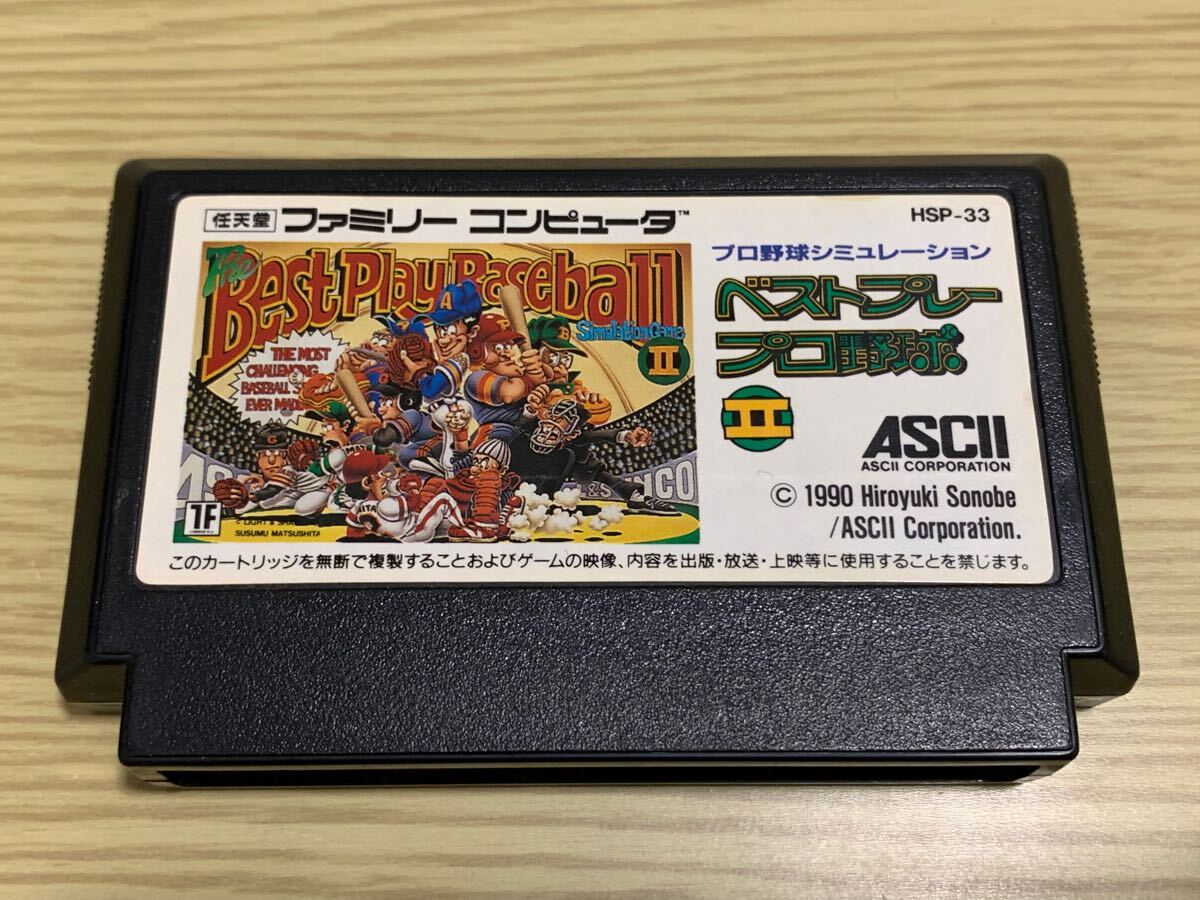 任天堂 ファミリー コンピュータ™
HSP-33
The
Best Play Baseball
Simulation Game
II
THE MOST
CHALLENGING
BASEBALL
EVER MADE
A
1F
SUSUMU MATSUSHITA
プロ野球シミュレーション
ベストプレー
プロ野球
II
ASCII
ASCII CORPORATION
© 1990 Hiroyuki Sonobe
/ASCII Corporation.
このカートリッジを無断で複製することおよびゲームの映像、内容を出版・放送・上映等に使用することを禁じます。